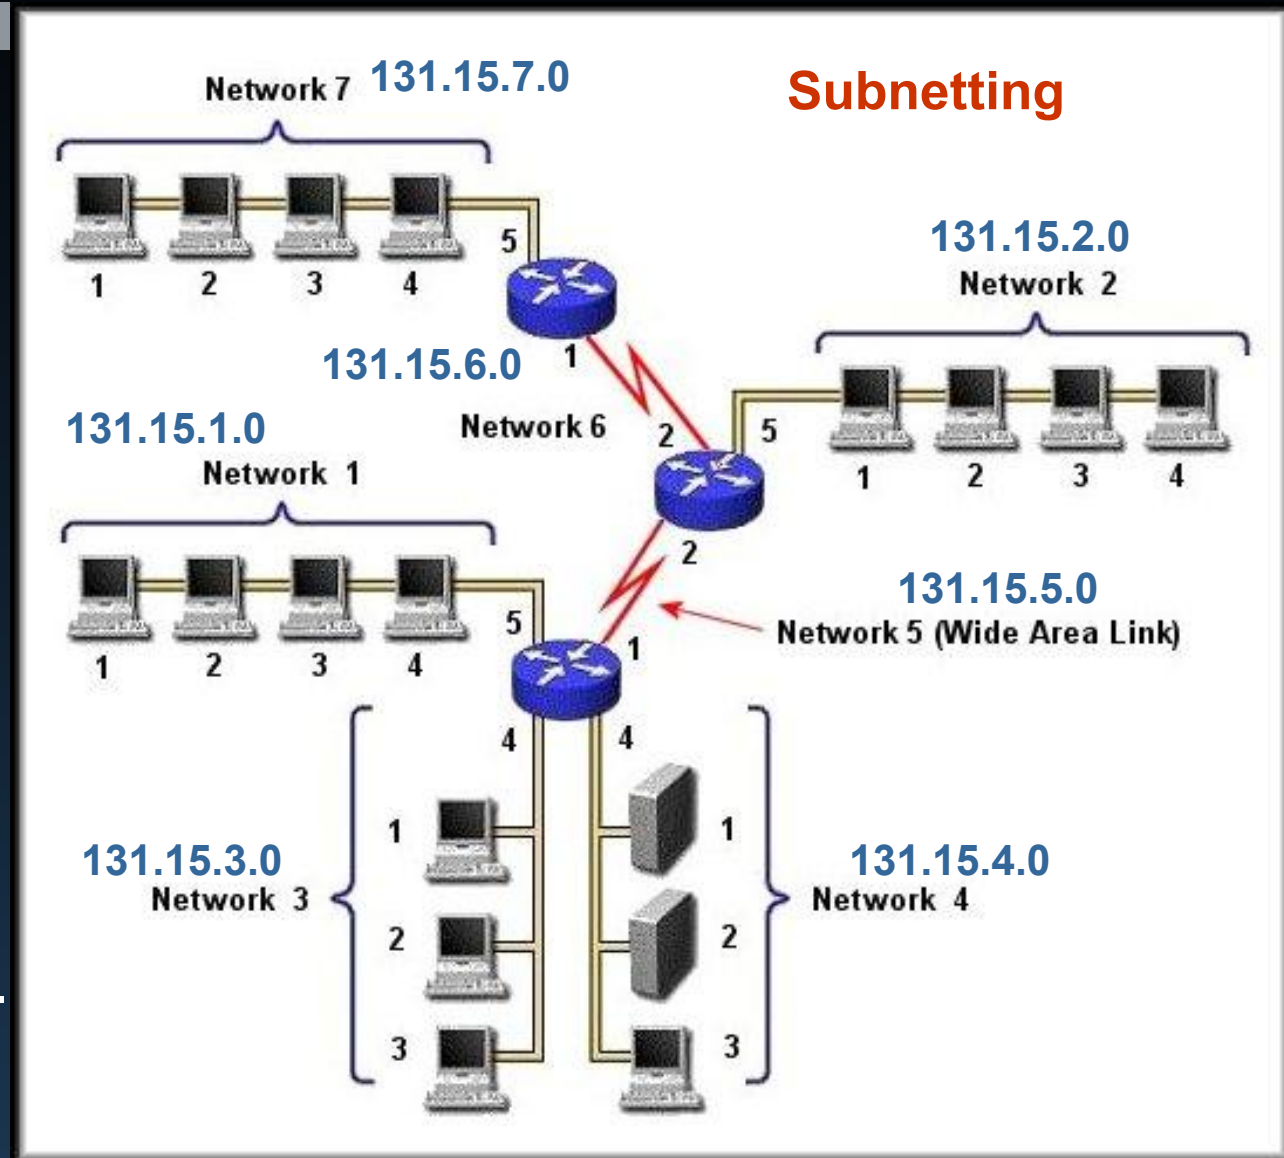 Subnetting
Network 7 131.15.7.0
1 2 3 4
5
1
131.15.6.0
Network 6
2
131.15.2.0
Network 2
5
1 2 3 4
131.15.1.0
Network 1
1 2 3 4
5
2
1
131.15.5.0
Network 5 (Wide Area Link)
4
4
131.15.3.0
Network 3
1
2
3
1
2
3
131.15.4.0
Network 4